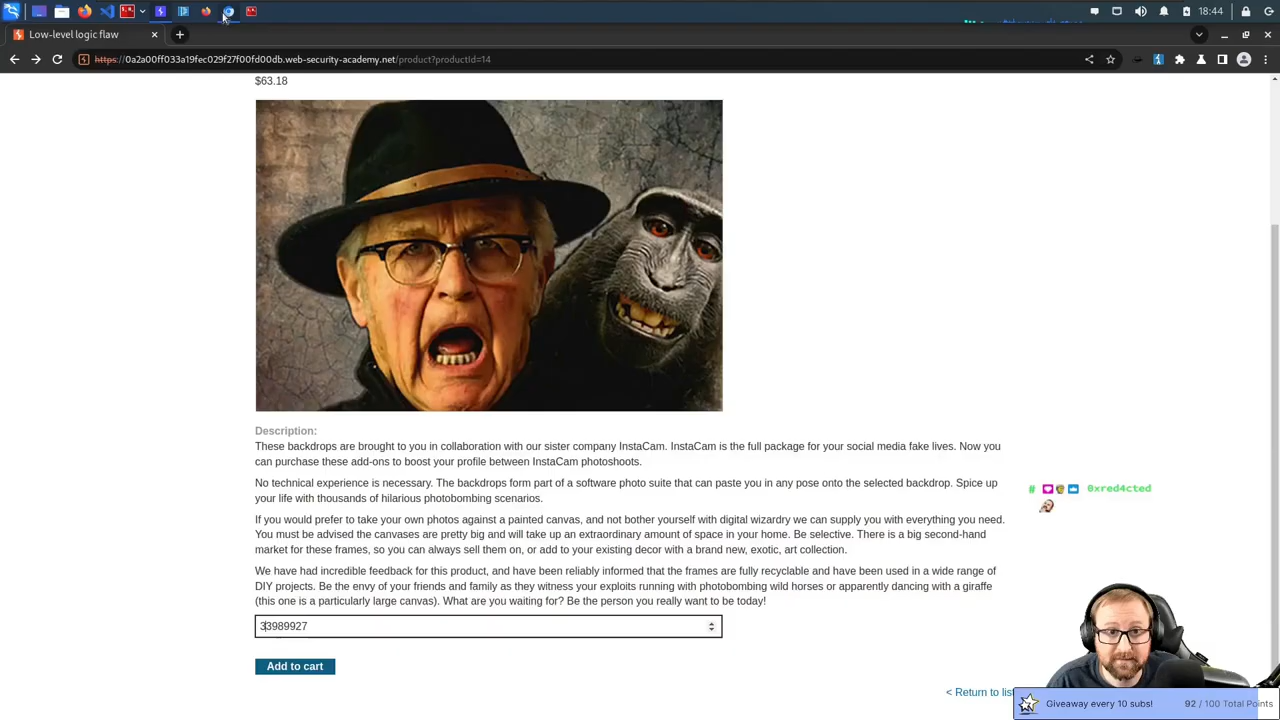 18:44
Low-level logic flaw
https://0a2a00ff033a19fec029f27f00fd00db.web-security-academy.net/product?productId=14
$63.18
Description:
These backdrops are brought to you in collaboration with our sister company InstaCam. InstaCam is the full package for your social media fake lives. Now you
can purchase these add-ons to boost your profile between InstaCam photoshoots.
No technical experience is necessary. The backdrops form part of a software photo suite that can paste you in any pose onto the selected backdrop. Spice up
your life with thousands of hilarious photobombing scenarios.
If you would prefer to take your own photos against a painted canvas, and not bother yourself with digital wizardry we can supply you with everything you need.
You must be advised the canvases are pretty big and will take up an extraordinary amount of space in your home. Be selective. There is a big second-hand
market for these frames, so you can always sell them on, or add to your existing decor with a brand new, exotic, art collection.
We have had incredible feedback for this product, and have been reliably informed that the frames are fully recyclable and have been used in a wide range of
DIY projects. Be the envy of your friends and family as they witness your exploits running with photobombing wild horses or apparently dancing with a giraffe
(this one is a particularly large canvas). What are you waiting for? Be the person you really want to be today!
# 0xred4cted
33989927
Add to cart
< Return to list
Giveaway every 10 subs! 92 / 100 Total Points